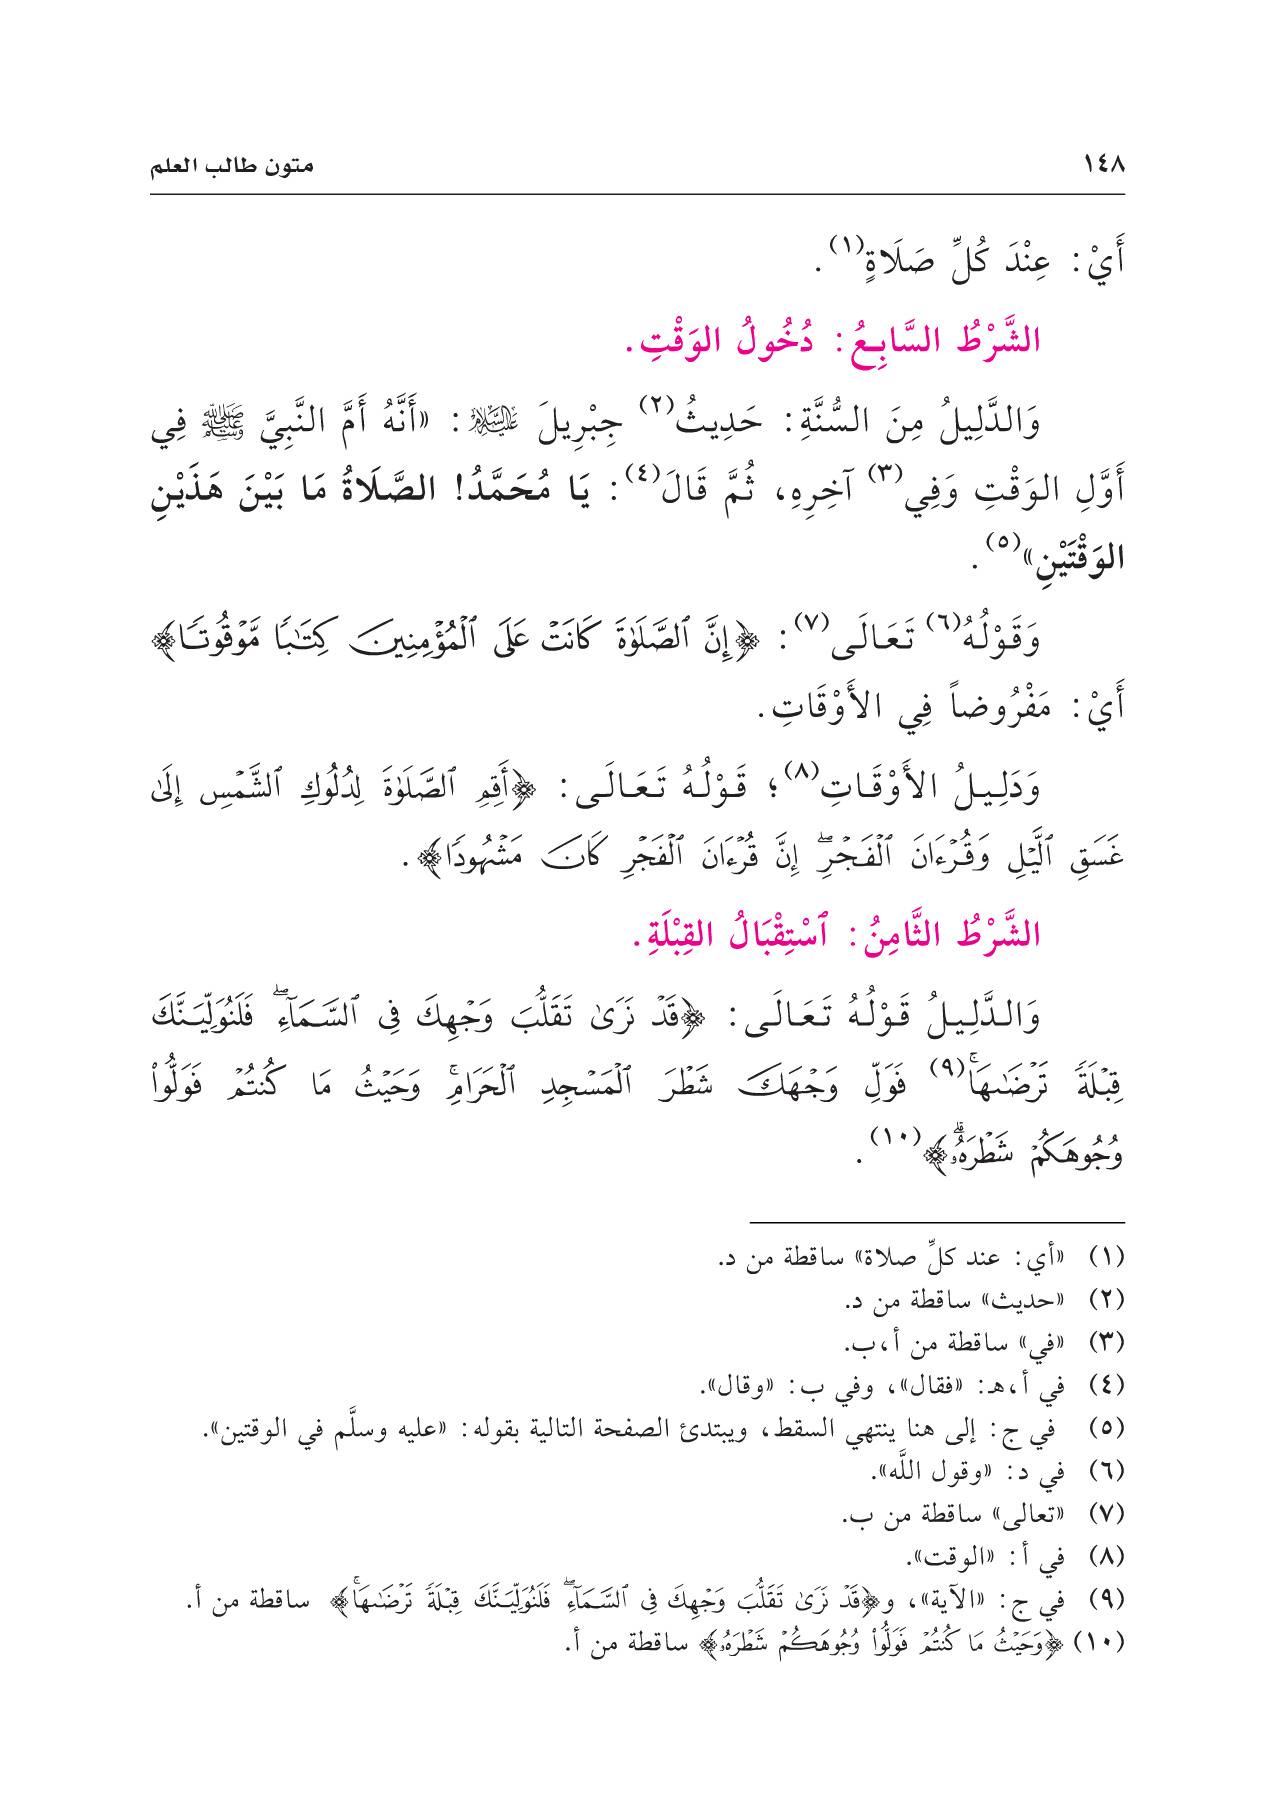 ١٤٨ متون طالب العلم
أَيْ: عِنْدَ كُلِّ صَلَاةٍ(١).
الشَّرْطُ السَّابِعُ: دُخُولُ الوَقْتِ.
وَالدَّلِيلُ مِنَ السُّنَّةِ: حَدِيثُ(٢) جِبْرِيلَ عَلَيْهِ السَّلَامُ: «أَنَّهُ أَمَّ النَّبِيَّ ﷺ فِي
أَوَّلِ الوَقْتِ وَفِي(٣) آخِرِهِ، ثُمَّ قَالَ(٤): يَا مُحَمَّدُ! الصَّلَاةُ مَا بَيْنَ هَذَيْنِ
الوَقْتَيْنِ»(٥).
وَقَوْلُهُ(٦) تَعَالَى(٧): ﴿إِنَّ ٱلصَّلَوٰةَ كَانَتْ عَلَى ٱلْمُؤْمِنِينَ كِتَٰبًا مَّوْقُوتًا﴾
أَيْ: مَفْرُوضاً فِي الأَوْقَاتِ.
وَدَلِيلُ الأَوْقَاتِ(٨)؛ قَوْلُهُ تَعَالَى: ﴿أَقِمِ ٱلصَّلَوٰةَ لِدُلُوكِ ٱلشَّمْسِ إِلَىٰ
غَسَقِ ٱلَّيْلِ وَقُرْءَانَ ٱلْفَجْرِۖ إِنَّ قُرْءَانَ ٱلْفَجْرِ كَانَ مَشْهُودًا﴾.
الشَّرْطُ الثَّامِنُ: ٱسْتِقْبَالُ القِبْلَةِ.
وَالدَّلِيلُ قَوْلُهُ تَعَالَى: ﴿قَدْ نَرَىٰ تَقَلُّبَ وَجْهِكَ فِى ٱلسَّمَآءِۖ فَلَنُوَلِّيَنَّكَ
قِبْلَةً تَرْضَىٰهَاۚ(٩) فَوَلِّ وَجْهَكَ شَطْرَ ٱلْمَسْجِدِ ٱلْحَرَامِۚ وَحَيْثُ مَا كُنتُمْ فَوَلُّوا۟
وُجُوهَكُمْ شَطْرَهُۥۗ﴾(١٠).
(١) «أي: عند كلِّ صلاة» ساقطة من د.
(٢) «حديث» ساقطة من د.
(٣) «في» ساقطة من أ،ب.
(٤) في أ،هـ: «فقال»، وفي ب: «وقال».
(٥) في ج: إلى هنا ينتهي السقط، ويبتدئ الصفحة التالية بقوله: «عليه وسلَّم في الوقتين».
(٦) في د: «وقول اللَّه».
(٧) «تعالى» ساقطة من ب.
(٨) في أ: «الوقت».
(٩) في ج: «الآية»، و﴿قَدْ نَرَىٰ تَقَلُّبَ وَجْهِكَ فِى ٱلسَّمَآءِۖ فَلَنُوَلِّيَنَّكَ قِبْلَةً تَرْضَىٰهَاۚ﴾ ساقطة من أ.
(١٠) ﴿وَحَيْثُ مَا كُنتُمْ فَوَلُّوا۟ وُجُوهَكُمْ شَطْرَهُۥ﴾ ساقطة من أ.